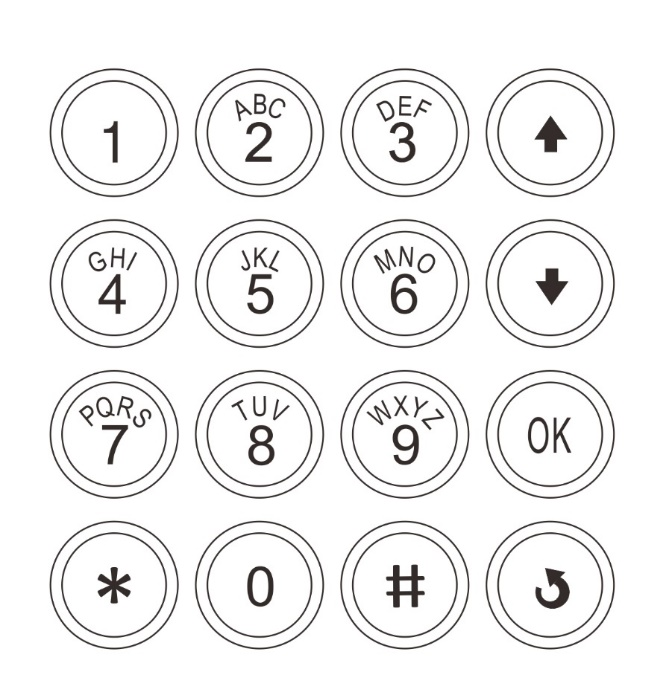 1 ABC 2 DEF 3
GHI 4 JKL 5 MNO 6
PQRS 7 TUV 8 WXYZ 9 OK
* 0 #